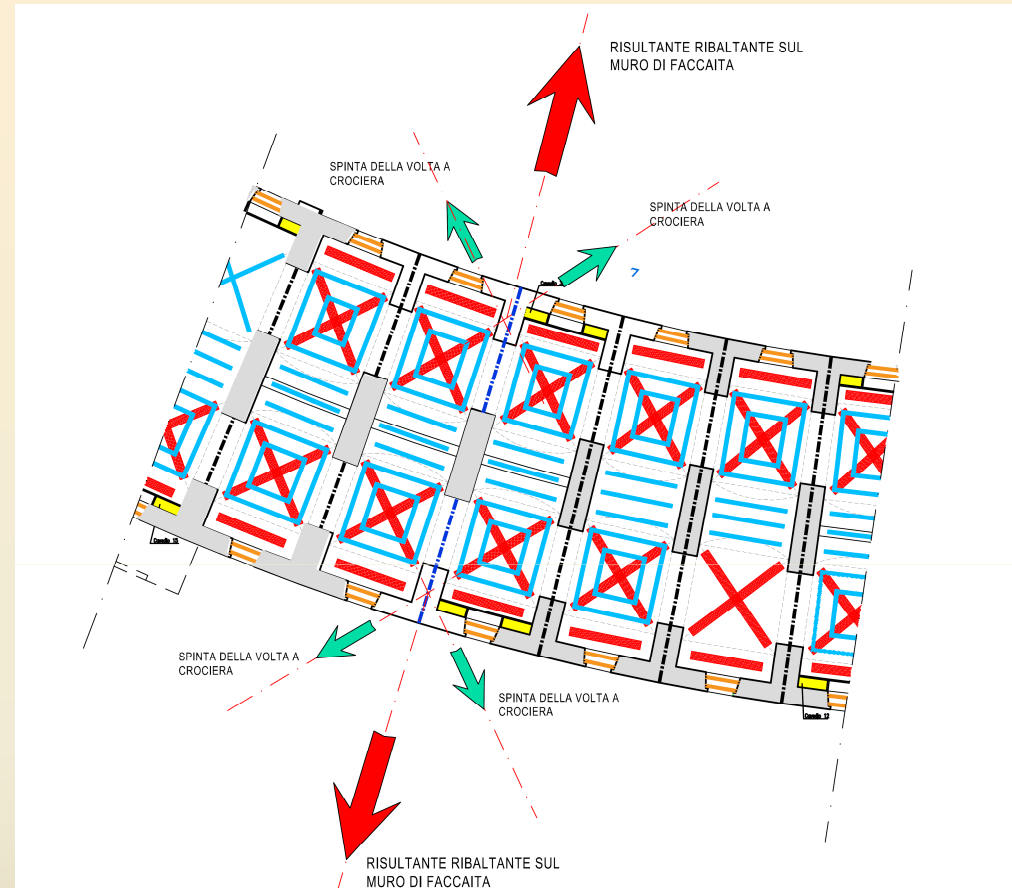 RISULTANTE RIBALTANTE SUL
MURO DI FACCAITA
SPINTA DELLA VOLTA A
CROCIERA
SPINTA DELLA VOLTA A
CROCIERA
7
SPINTA DELLA VOLTA A
CROCIERA
SPINTA DELLA VOLTA A
CROCIERA
RISULTANTE RIBALTANTE SUL
MURO DI FACCAITA